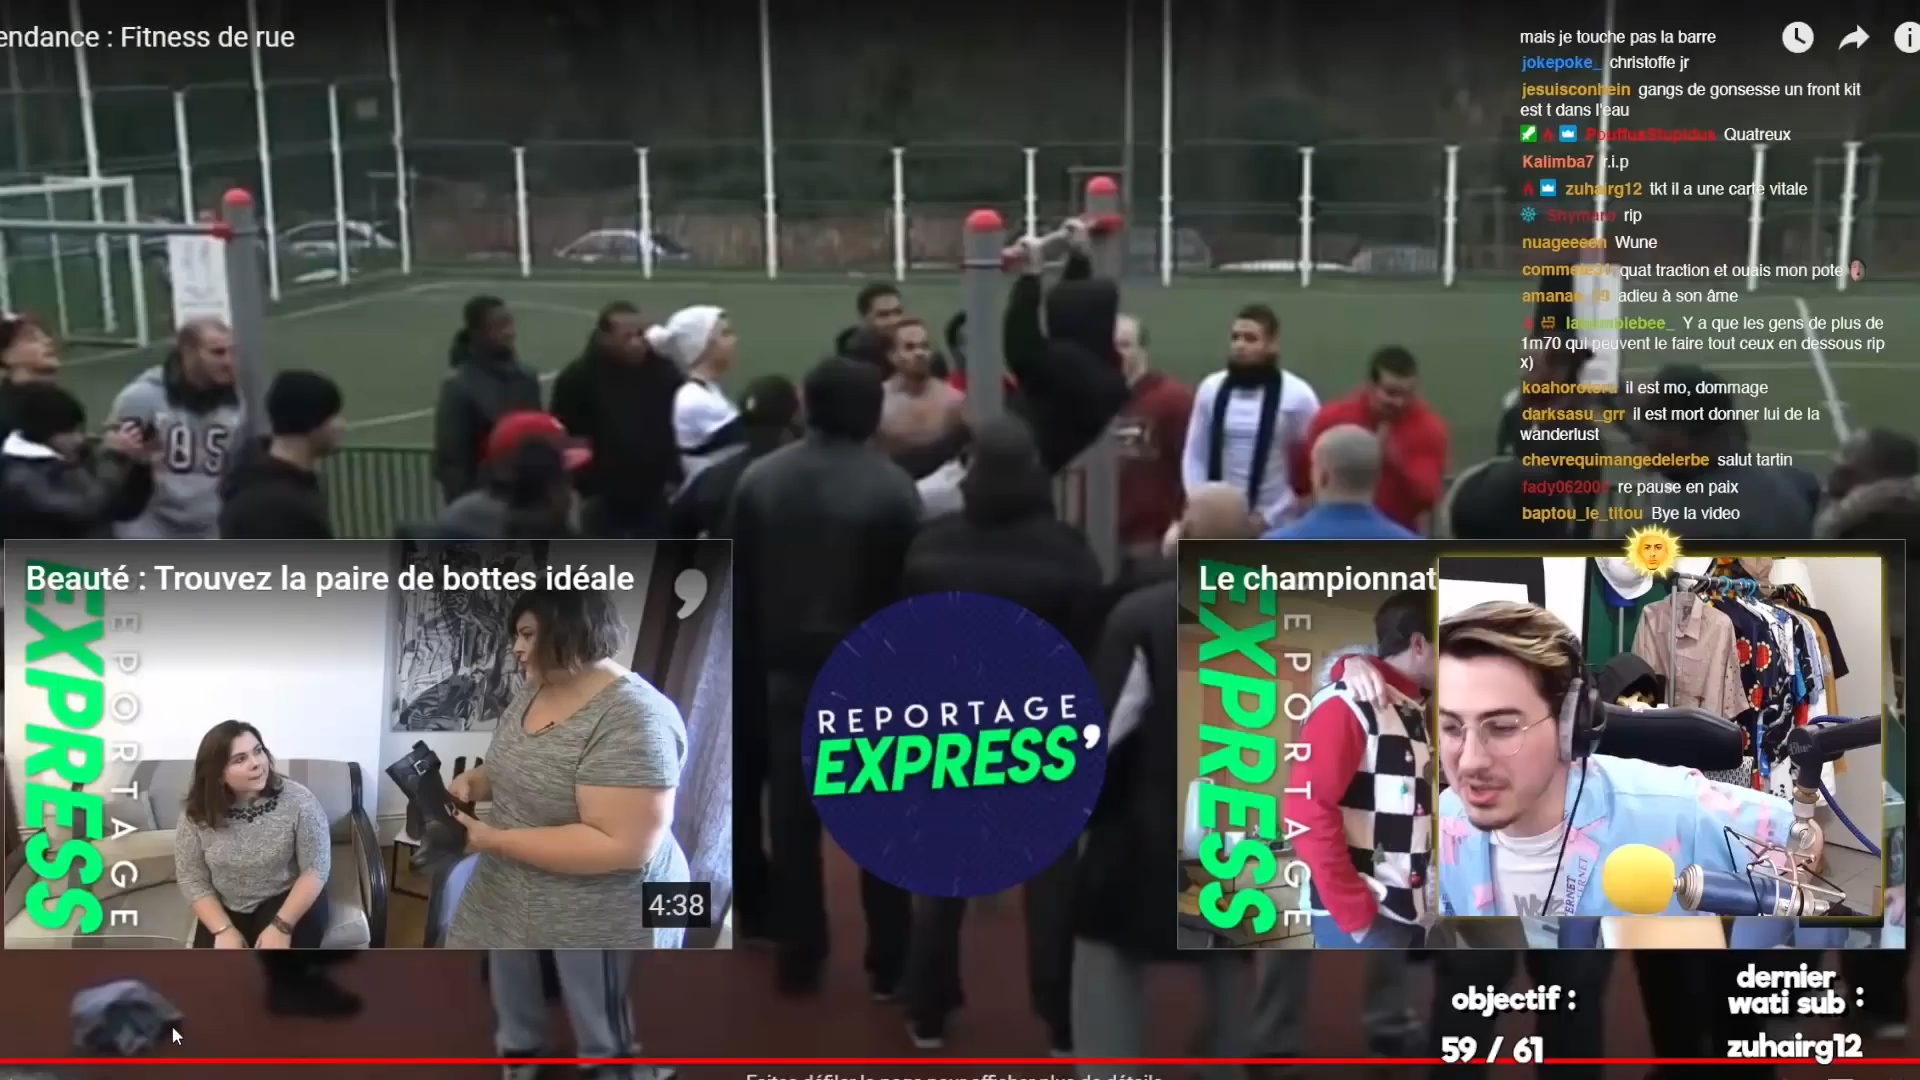 endance : Fitness de rue
mais je touche pas la barre
jokepoke_ christoffe jr
jesuisconhein gangs de gonsesse un front kit
est t dans l'eau
PouffusStupidus Quatreux
Kalimba7 r.i.p
zuhairg12 tkt il a une carte vitale
rip
nuageeeen Wune
quat traction et ouais mon pote
adieu à son âme
Y a que les gens de plus de
1m70 qui peuvent le faire tout ceux en dessous rip
x)
il est mo, dommage
darksasu_grr il est mort donner lui de la
wanderlust
chevrequimangedelerbe salut tartin
re pause en paix
baptou_le_titou Bye la video
Beauté : Trouvez la paire de bottes idéale
REPORTAGE
EXPRESS
4:38
REPORTAGE
EXPRESS
Le championnat
EPORTAGE
EXPRESS
objectif :
59 / 61
dernier
wati sub :
zuhairg12